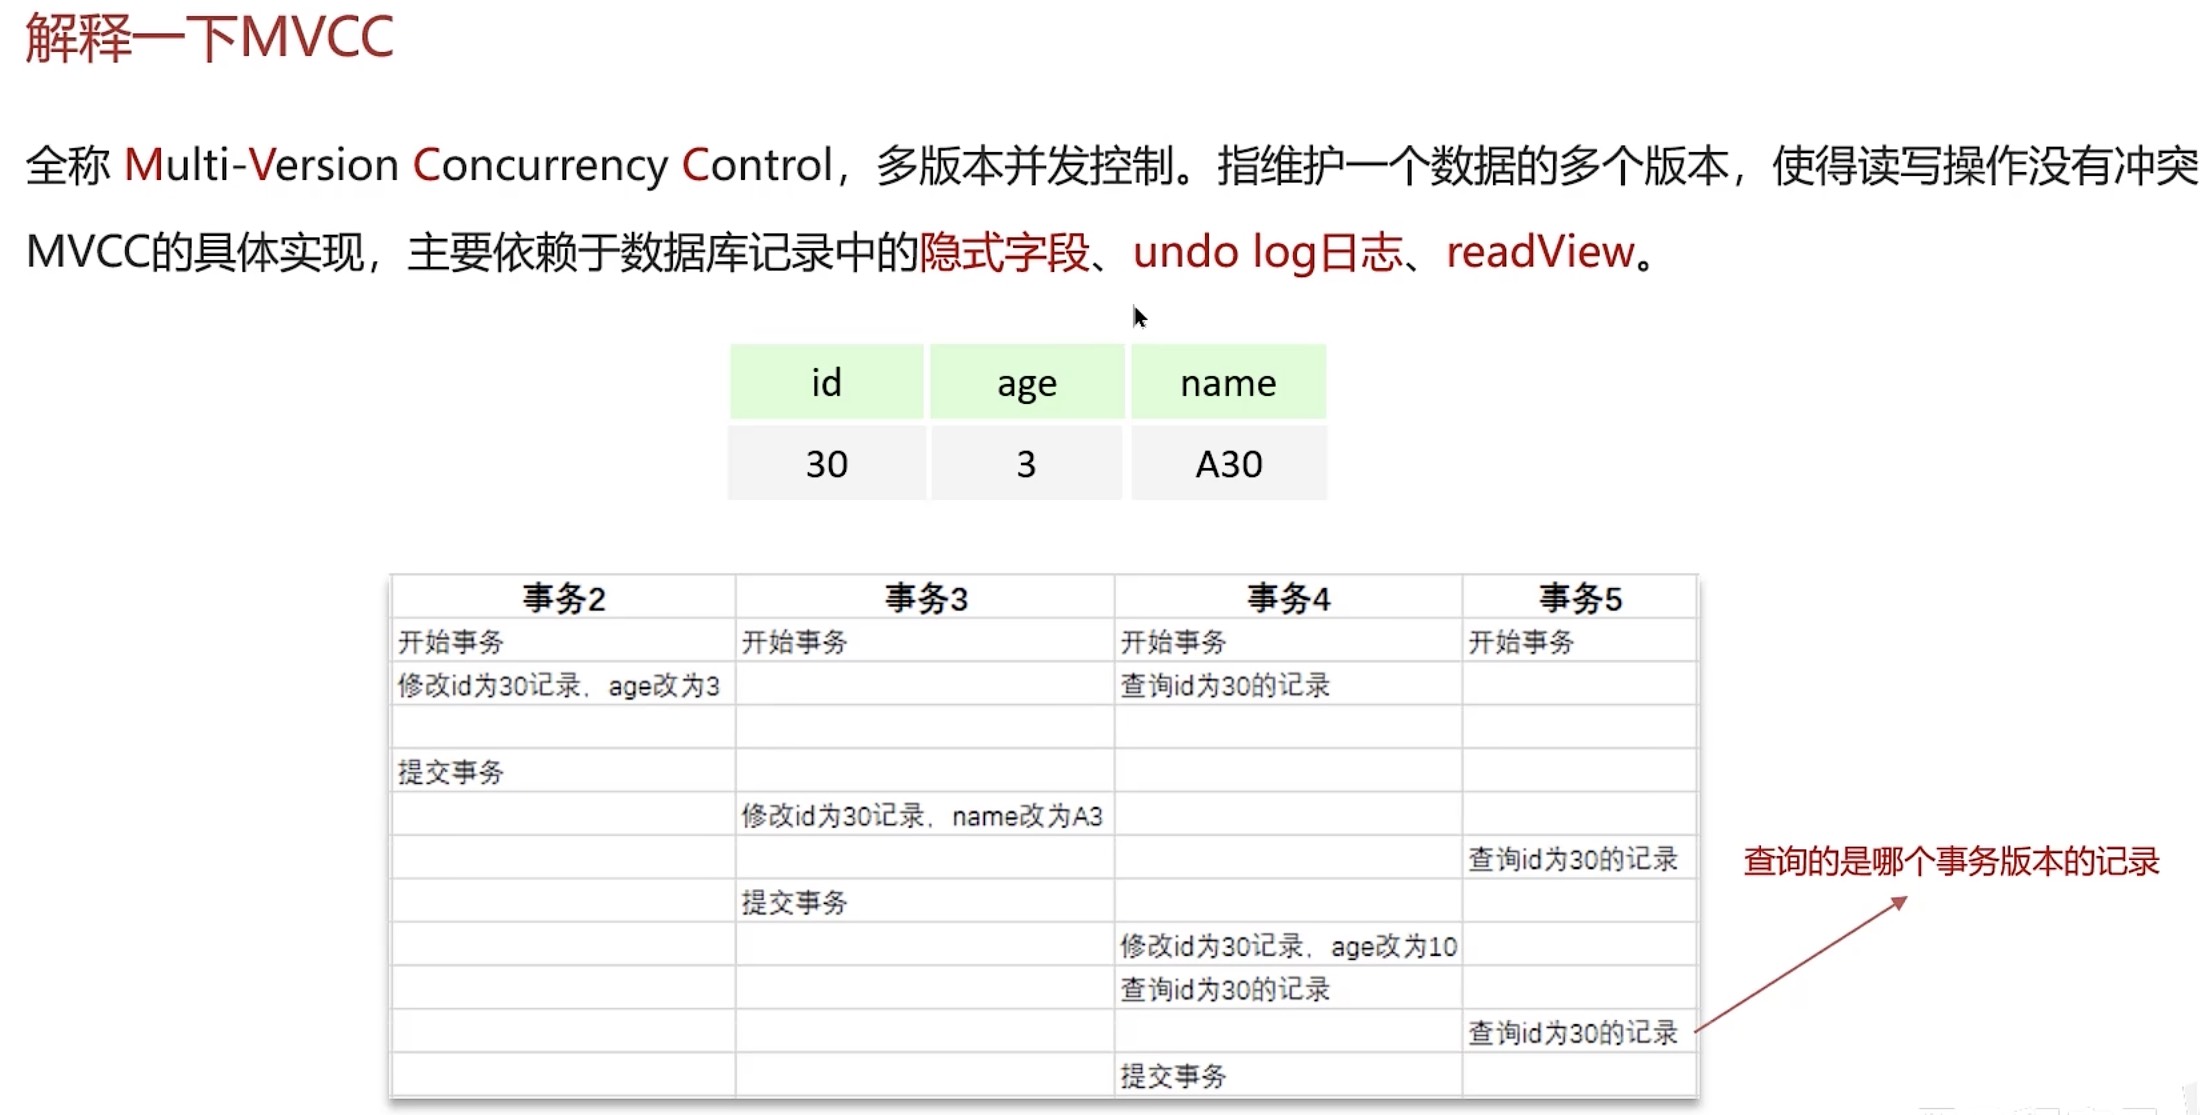 解释一下MVCC
全称 Multi-Version Concurrency Control，多版本并发控制。指维护一个数据的多个版本，使得读写操作没有冲突
MVCC的具体实现，主要依赖于数据库记录中的隐式字段、undo log日志、readView。
id age name
30 3 A30
事务2 事务3 事务4 事务5
开始事务 开始事务 开始事务 开始事务
修改id为30记录，age改为3 查询id为30的记录
提交事务
修改id为30记录，name改为A3
查询id为30的记录 查询的是哪个事务版本的记录
提交事务
修改id为30记录，age改为10
查询id为30的记录
查询id为30的记录
提交事务